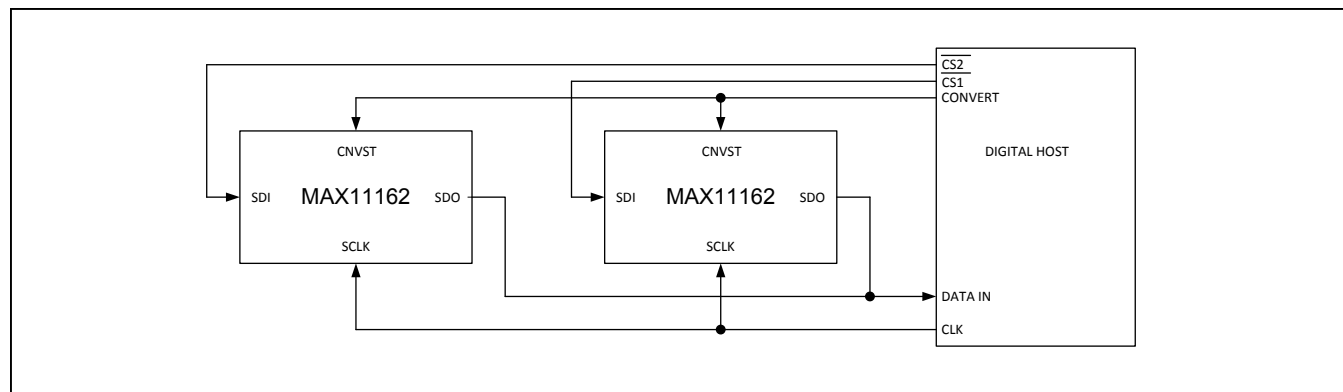 CS2
CS1
CONVERT
CNVST
CNVST
DIGITAL HOST
SDI
MAX11162
SDO
SDI
MAX11162
SDO
SCLK
SCLK
DATA IN
CLK